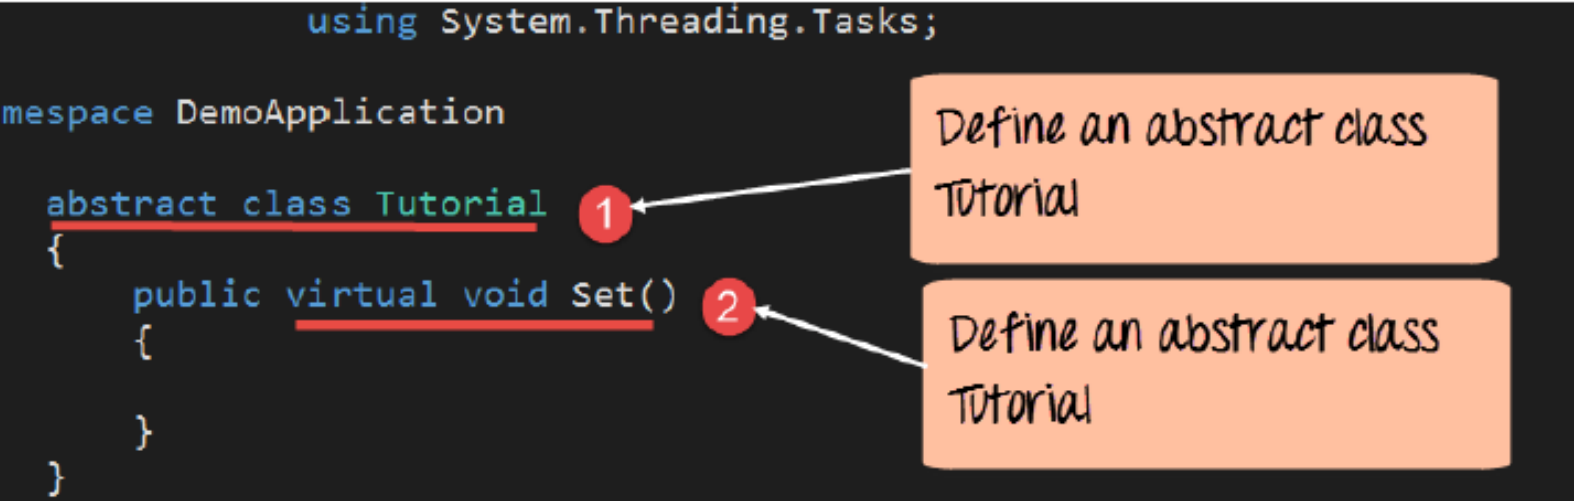 using System.Threading.Tasks;
mespace DemoApplication
abstract class Tutorial
1
Define an abstract class
Tutorial
{
public virtual void Set()
2
Define an abstract class
Tutorial
{
}
}